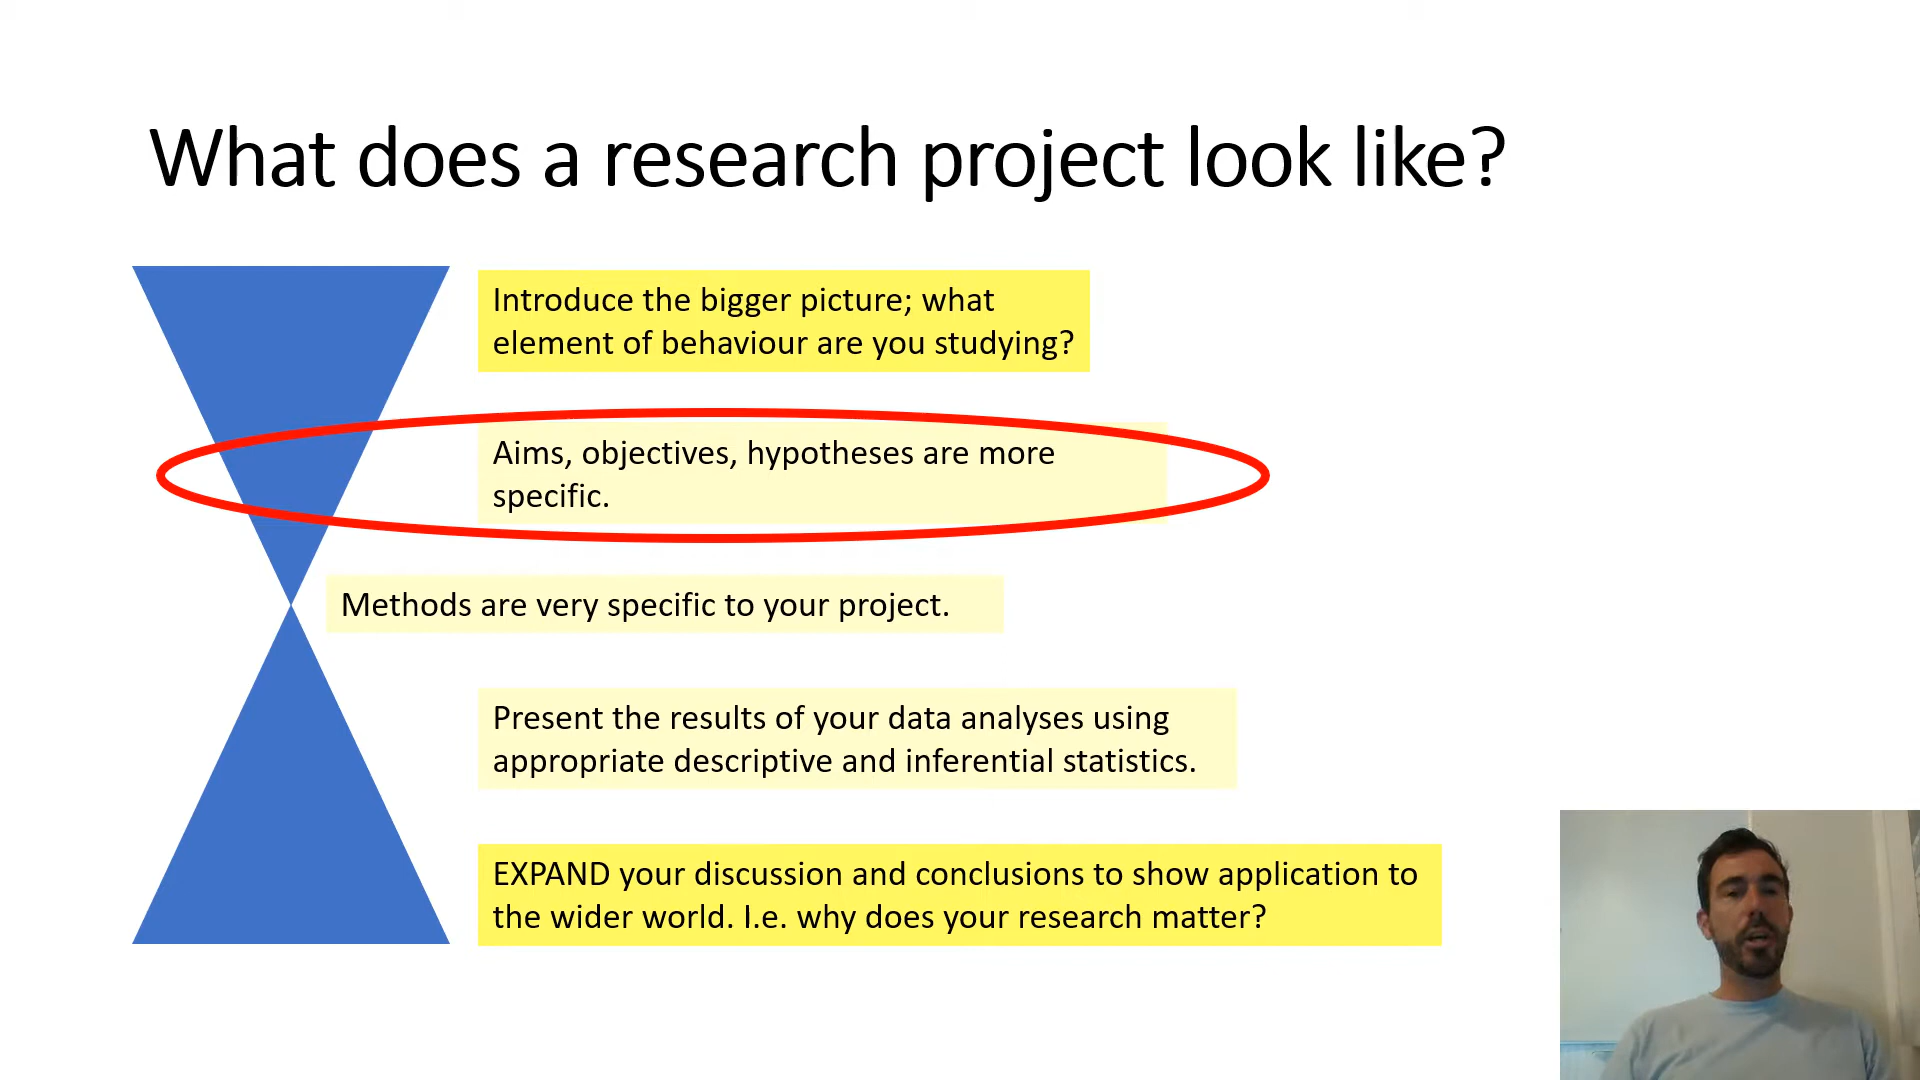 What does a research project look like?
Introduce the bigger picture; what
element of behaviour are you studying?
Aims, objectives, hypotheses are more
specific.
Methods are very specific to your project.
Present the results of your data analyses using
appropriate descriptive and inferential statistics.
EXPAND your discussion and conclusions to show application to
the wider world. I.e. why does your research matter?